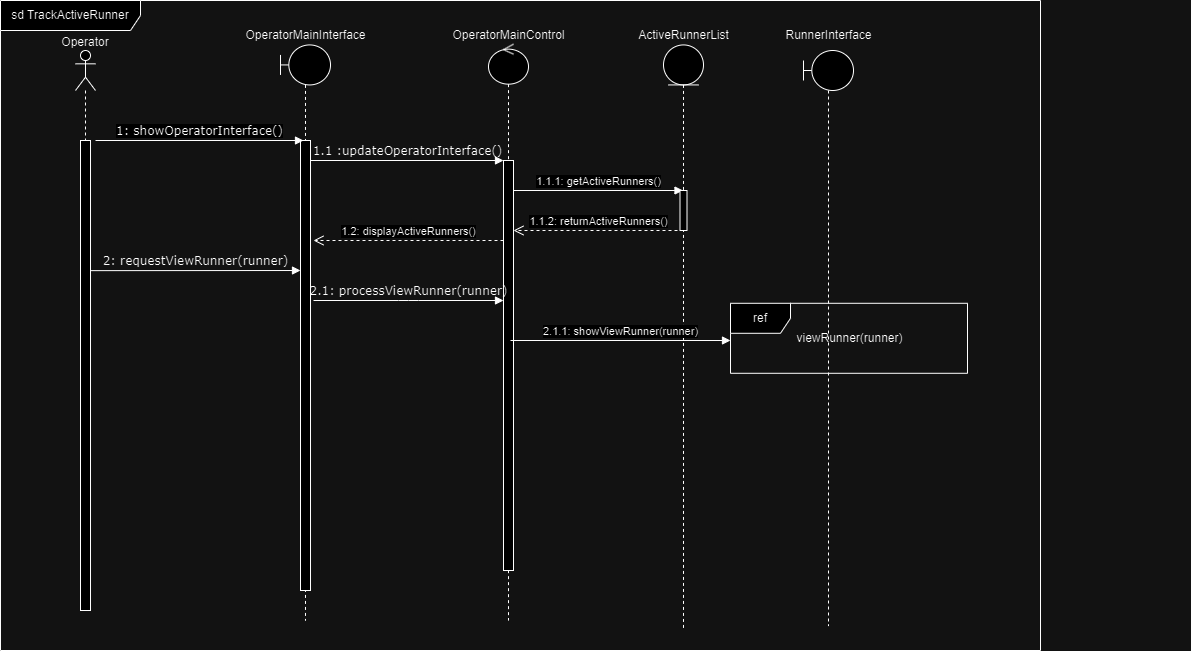 sd TrackActiveRunner
Operator
OperatorMainInterface
OperatorMainControl
ActiveRunnerList
RunnerInterface
1: showOperatorInterface()
1.1 :updateOperatorInterface()
1.1.1: getActiveRunners()
1.1.2: returnActiveRunners()
1.2: displayActiveRunners()
2: requestViewRunner(runner)
2.1: processViewRunner(runner)
ref
2.1.1: showViewRunner(runner)
viewRunner(runner)